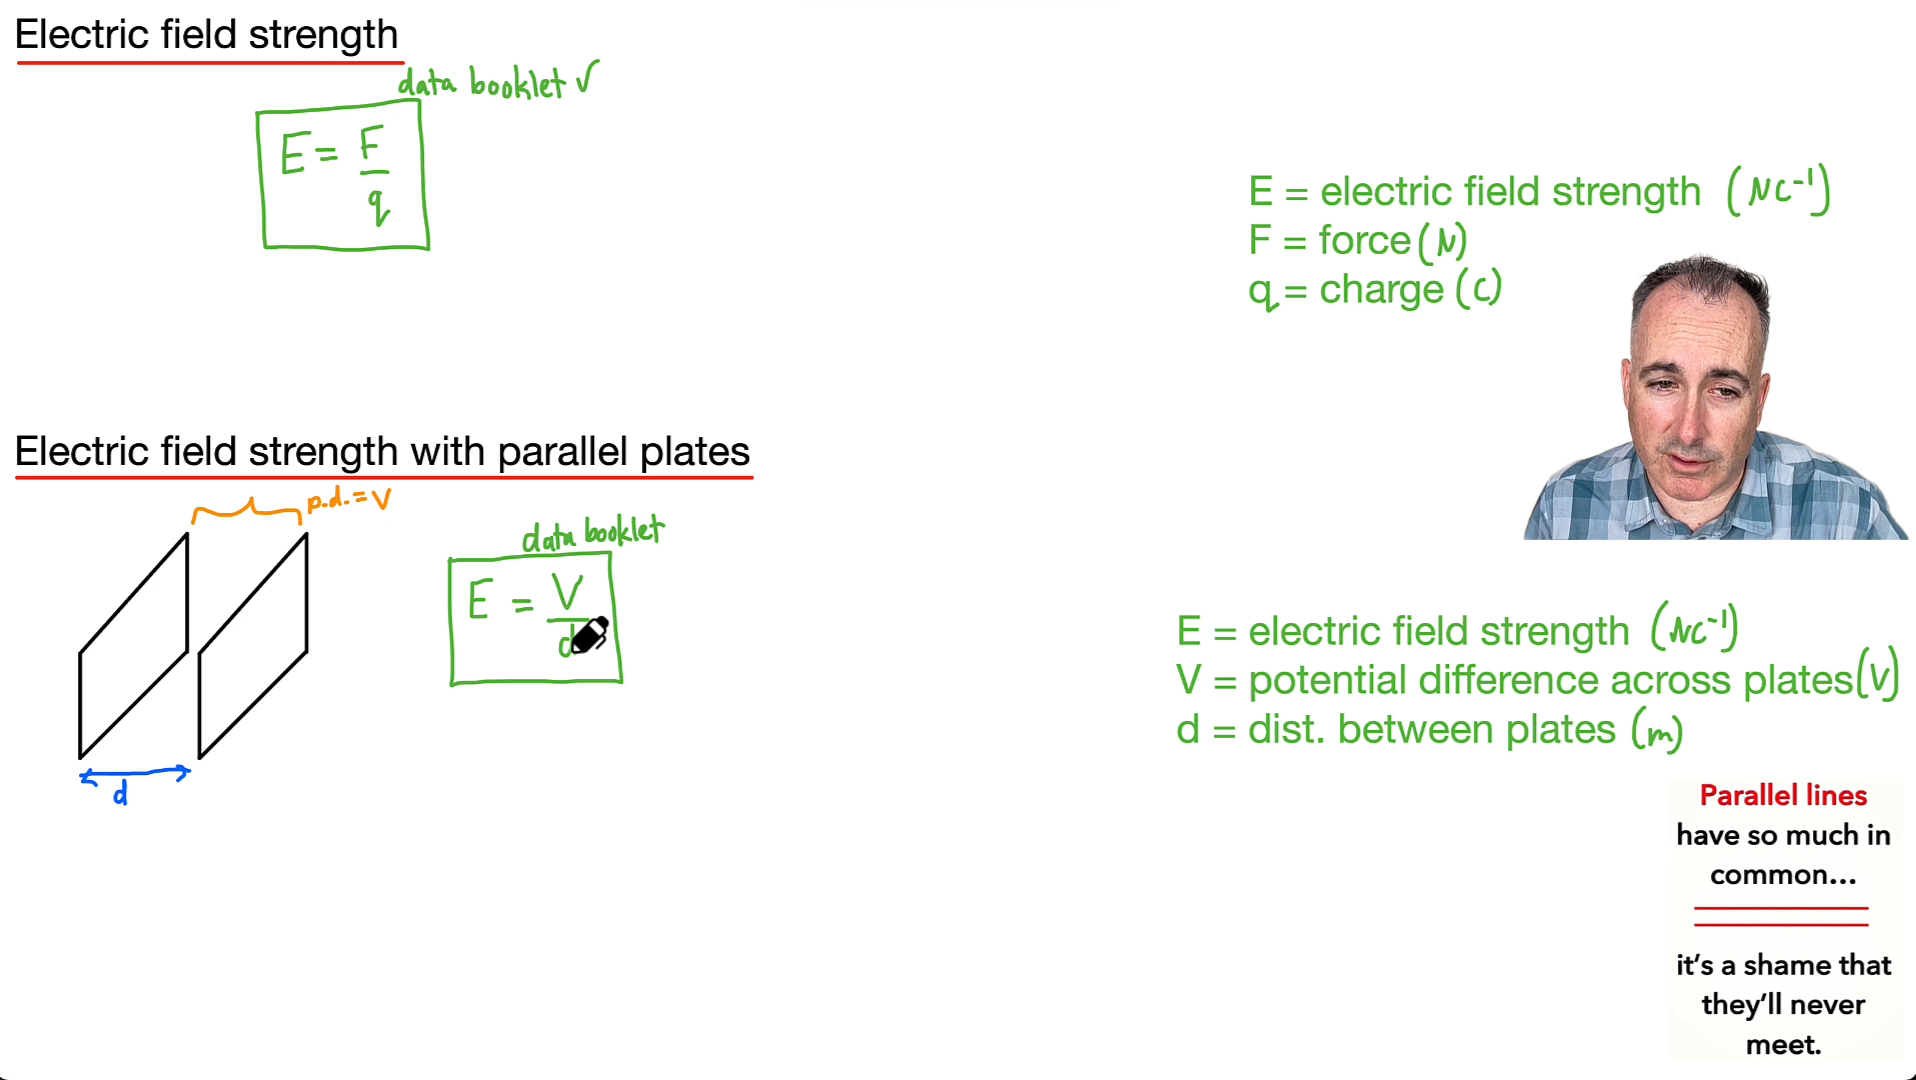 Electric field strength
data booklet ✓
E = F/q
E = electric field strength (NC⁻¹)
F = force (N)
q = charge (C)
Electric field strength with parallel plates
p.d. = V
data booklet
E = V/d
d
E = electric field strength (NC⁻¹)
V = potential difference across plates (V)
d = dist. between plates (m)
Parallel lines
have so much in
common...
it's a shame that
they'll never
meet.